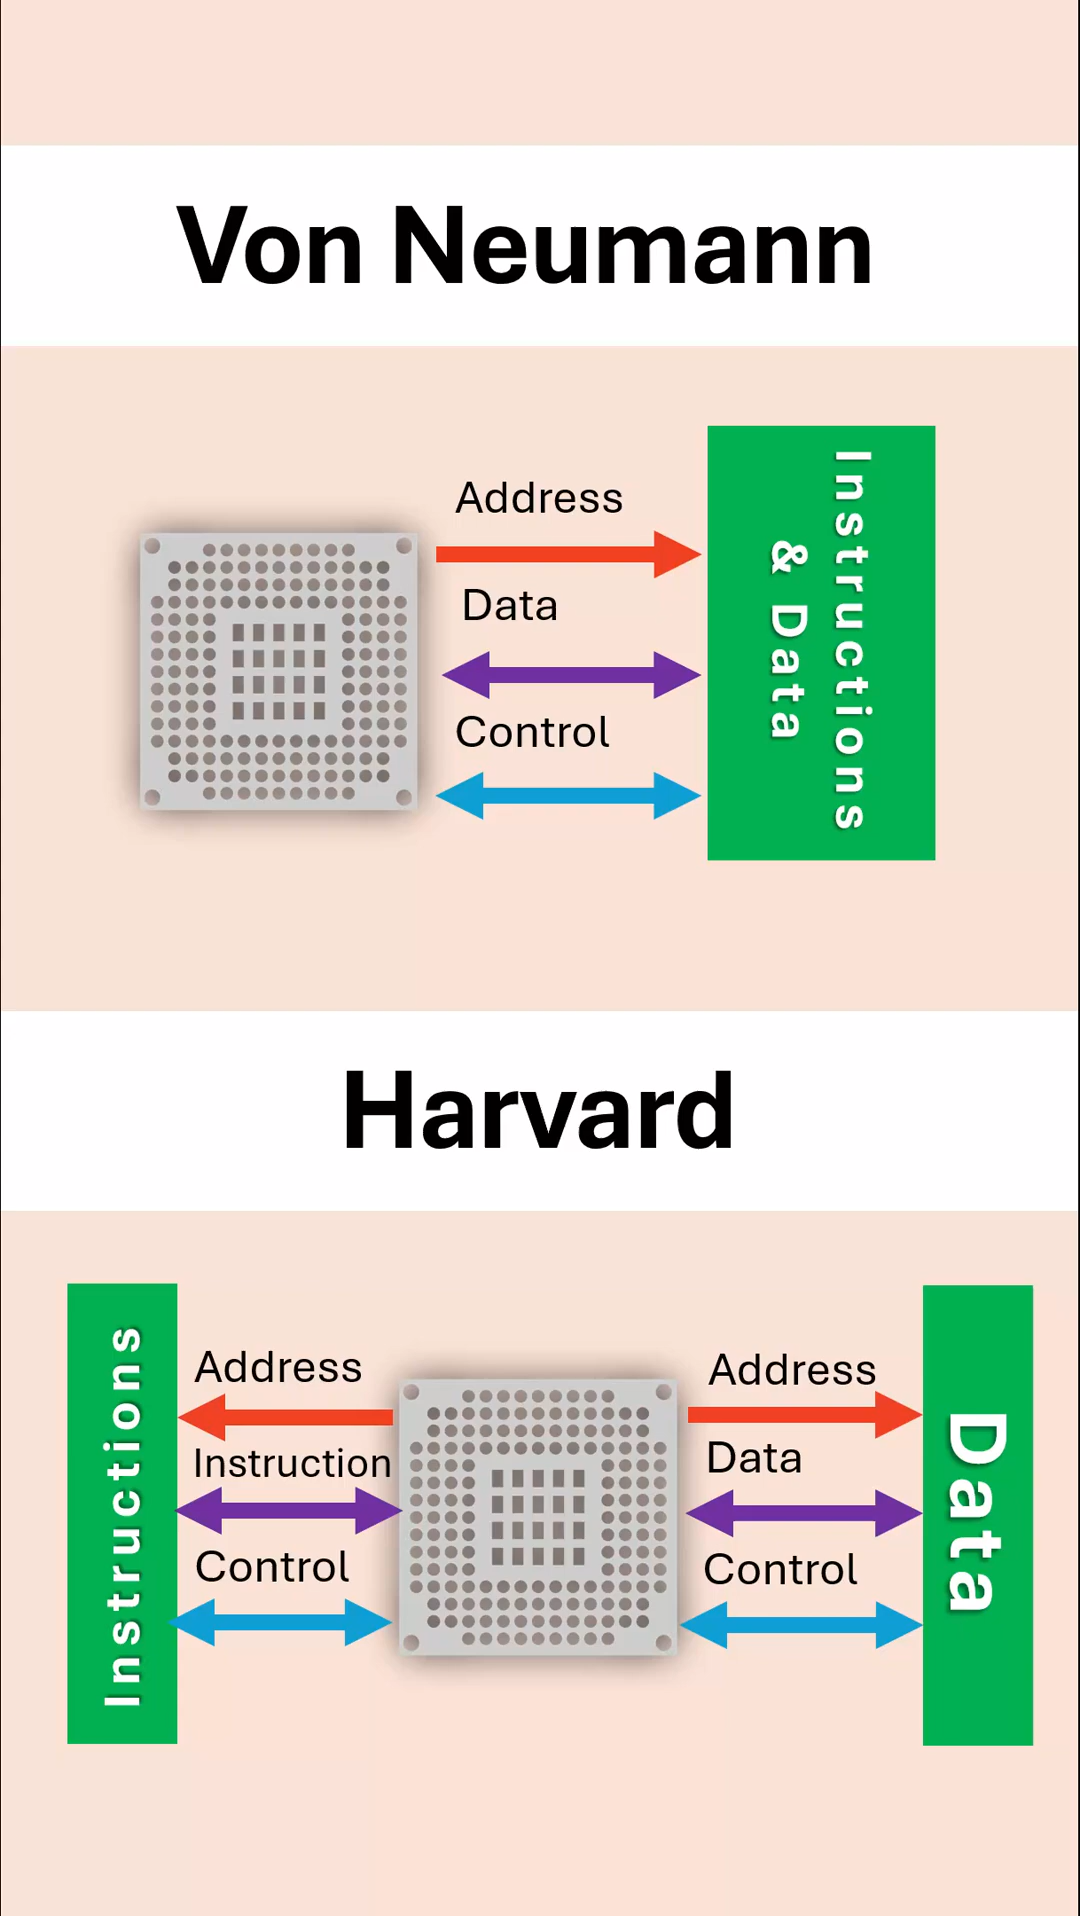 Von Neumann
Address
Data
Control
Instructions
& Data
Harvard
Instructions
Address
Instruction
Control
Address
Data
Control
Data